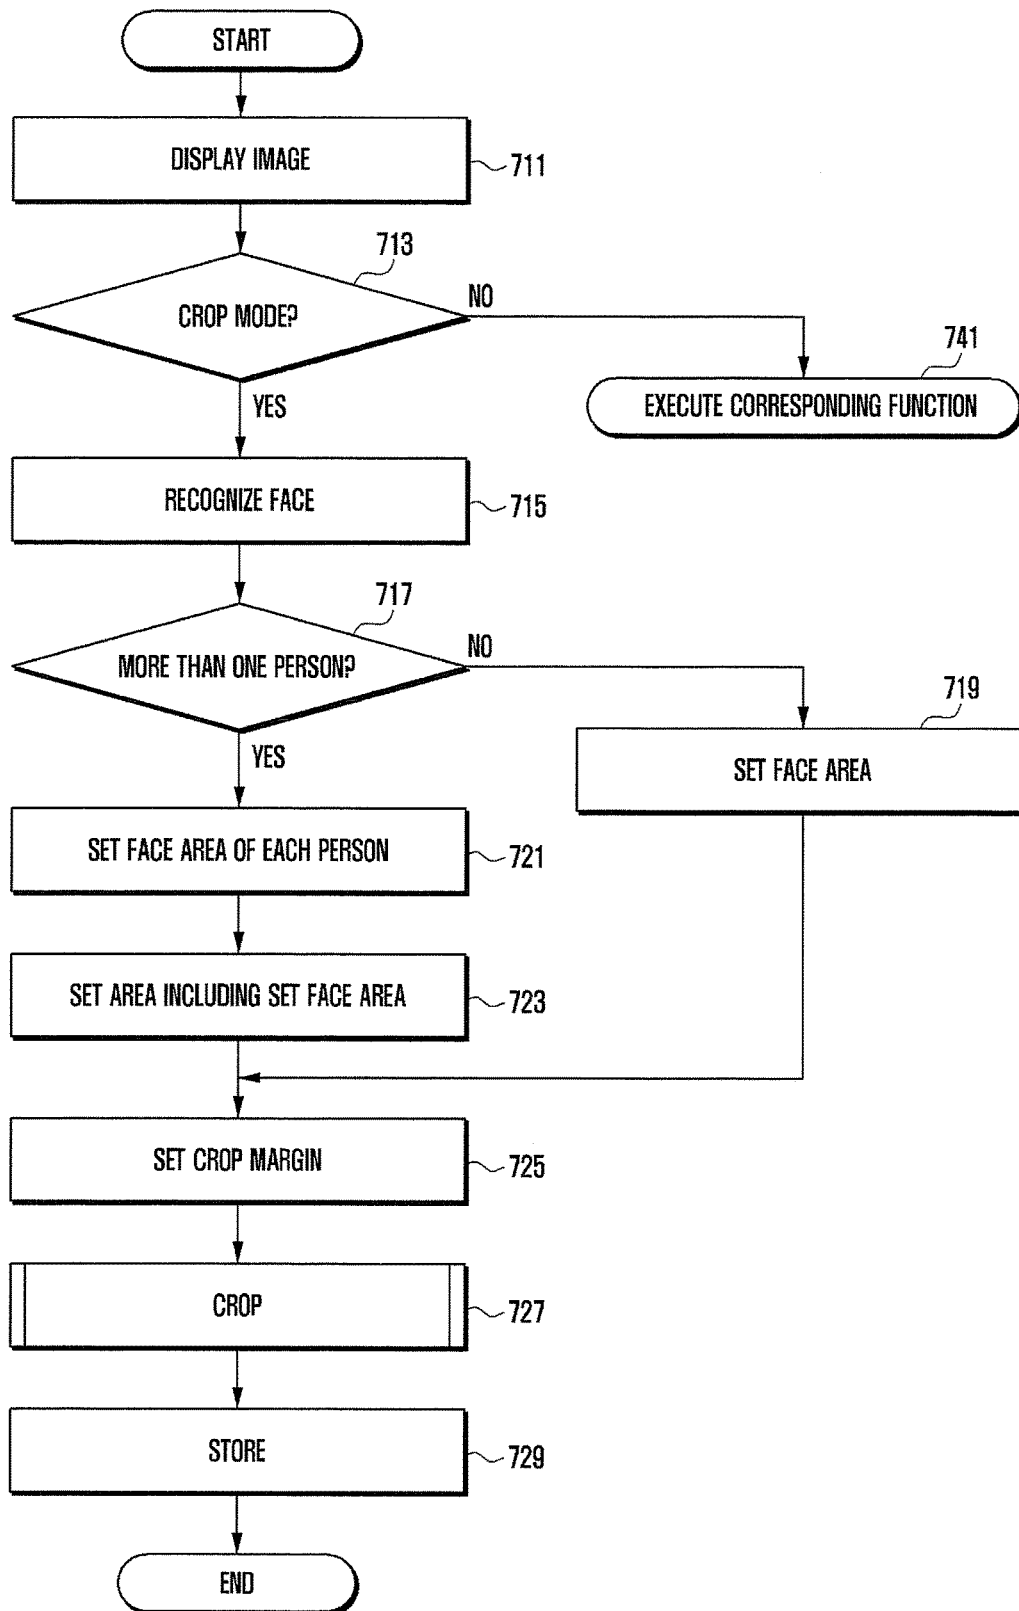 START
DISPLAY IMAGE
711
713
CROP MODE?
NO
741
EXECUTE CORRESPONDING FUNCTION
YES
RECOGNIZE FACE
715
717
MORE THAN ONE PERSON?
NO
719
SET FACE AREA
YES
SET FACE AREA OF EACH PERSON
721
SET AREA INCLUDING SET FACE AREA
723
SET CROP MARGIN
725
CROP
727
STORE
729
END